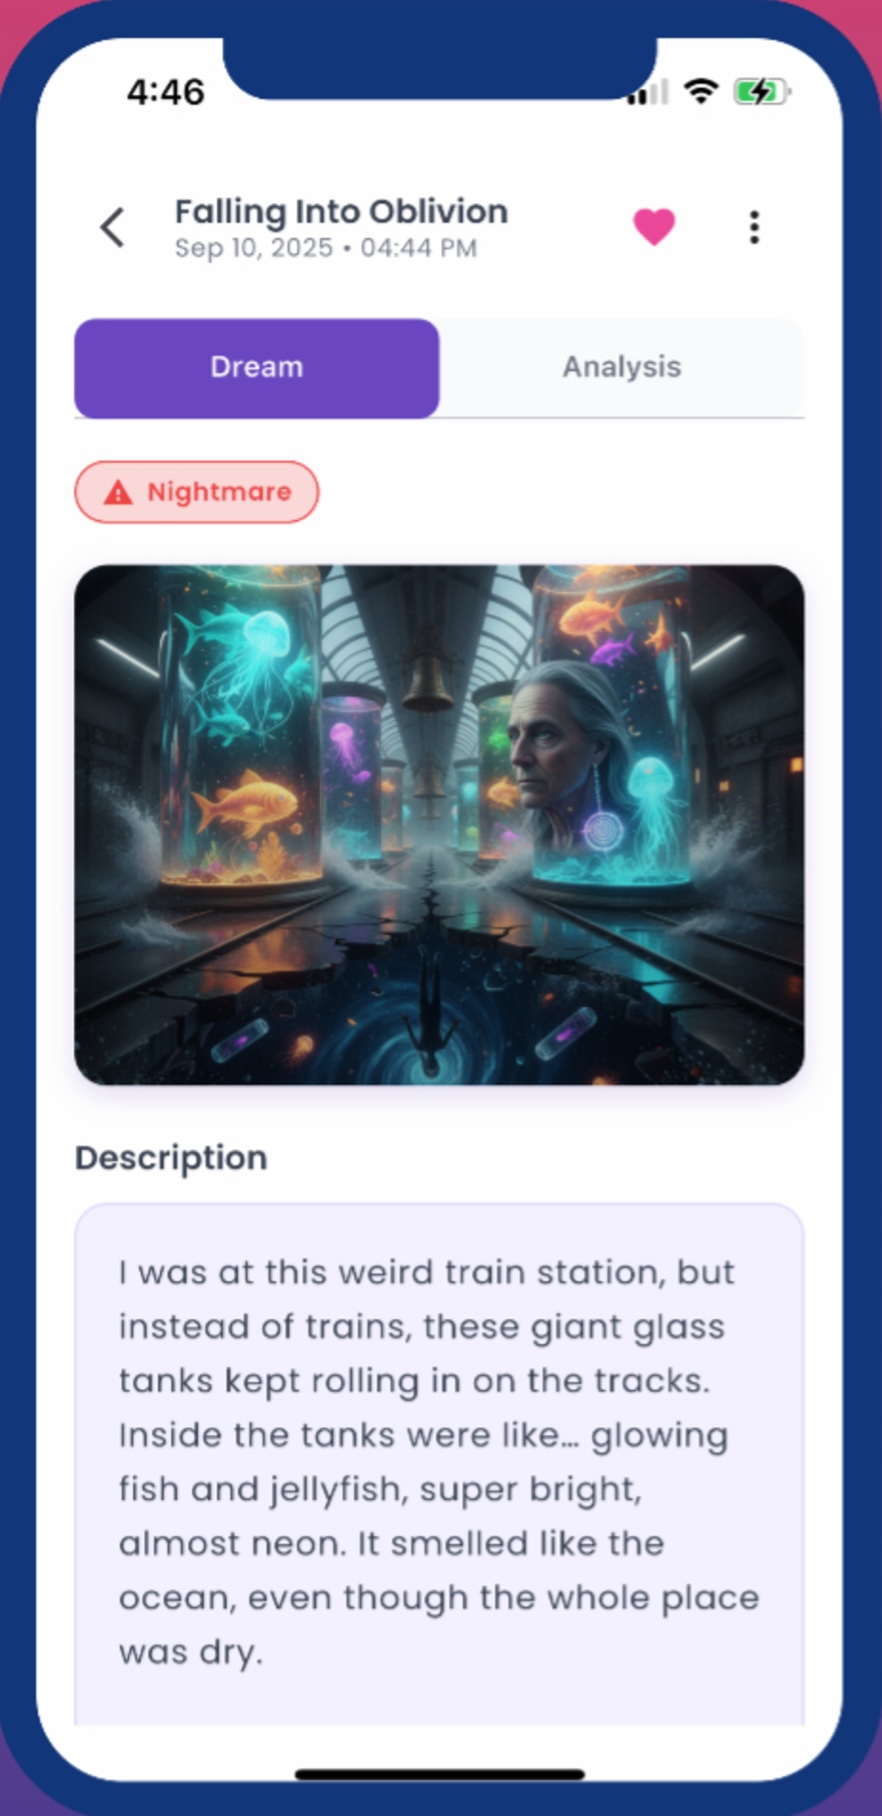 4:46
Falling Into Oblivion
Sep 10, 2025 • 04:44 PM
Dream
Analysis
Nightmare
Description
I was at this weird train station, but
instead of trains, these giant glass
tanks kept rolling in on the tracks.
Inside the tanks were like… glowing
fish and jellyfish, super bright,
almost neon. It smelled like the
ocean, even though the whole place
was dry.